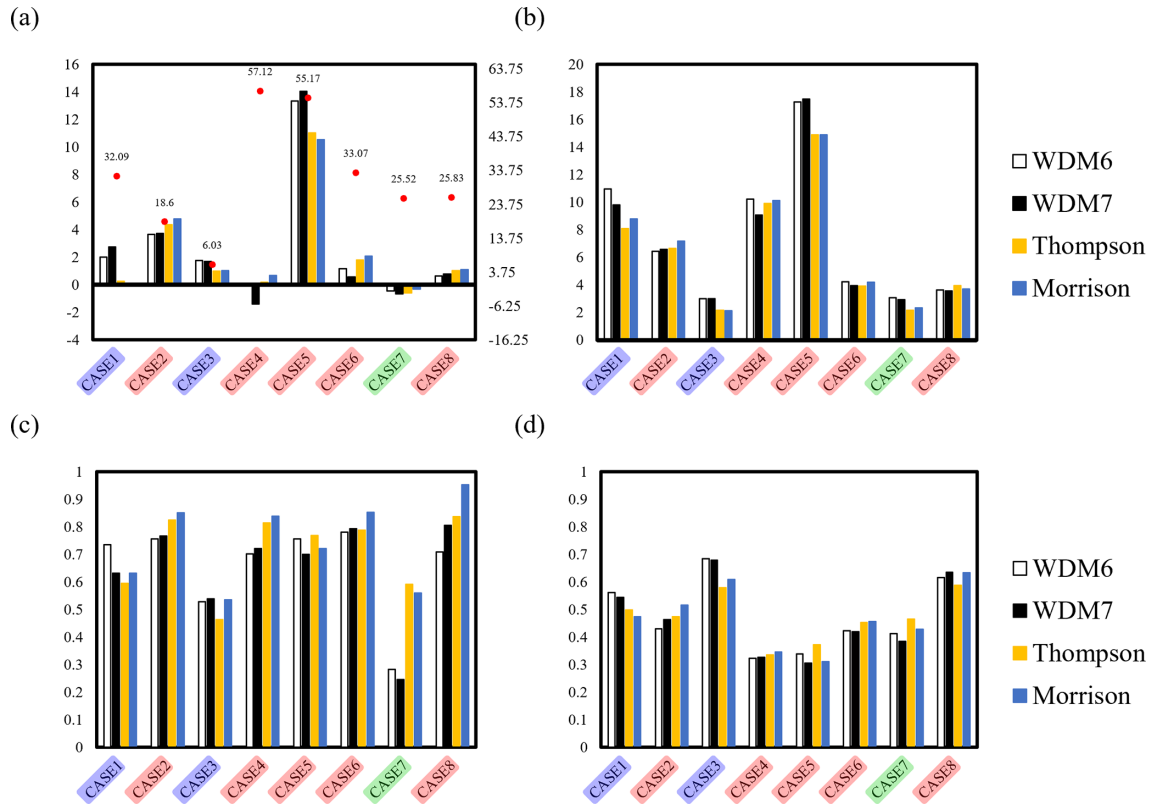 (a)
(b)
16
14
12
10
8
6
4
2
0
-2
-4
63.75
53.75
43.75
33.75
23.75
13.75
3.75
-6.25
-16.25
32.09
18.6
6.03
57.12
55.17
33.07
25.52
25.83
CASE1
CASE2
CASE3
CASE4
CASE5
CASE6
CASE7
CASE8
20
18
16
14
12
10
8
6
4
2
0
CASE1
CASE2
CASE3
CASE4
CASE5
CASE6
CASE7
CASE8
WDM6
WDM7
Thompson
Morrison
(c)
(d)
1
0.9
0.8
0.7
0.6
0.5
0.4
0.3
0.2
0.1
0
CASE1
CASE2
CASE3
CASE4
CASE5
CASE6
CASE7
CASE8
1
0.9
0.8
0.7
0.6
0.5
0.4
0.3
0.2
0.1
0
CASE1
CASE2
CASE3
CASE4
CASE5
CASE6
CASE7
CASE8
WDM6
WDM7
Thompson
Morrison